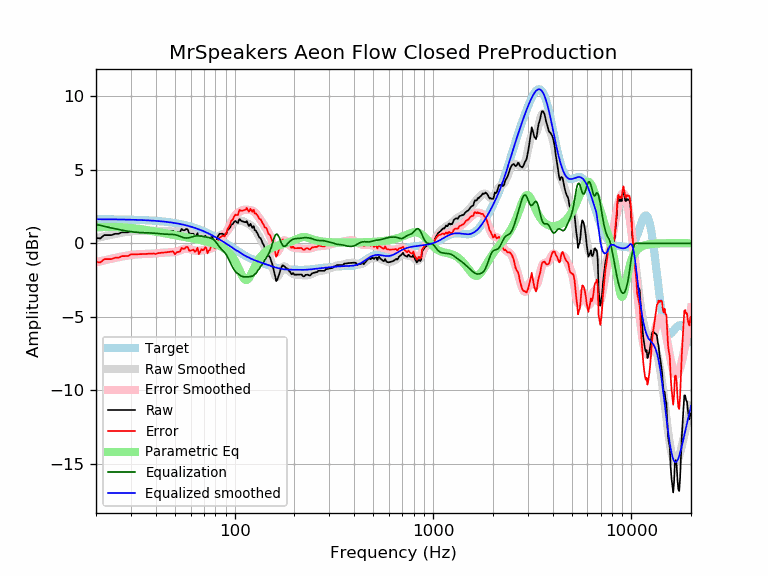 MrSpeakers Aeon Flow Closed PreProduction
Amplitude (dBr)
10
5
0
−5
−10
−15
Target
Raw Smoothed
Error Smoothed
Raw
Error
Parametric Eq
Equalization
Equalized smoothed
100
1000
10000
Frequency (Hz)